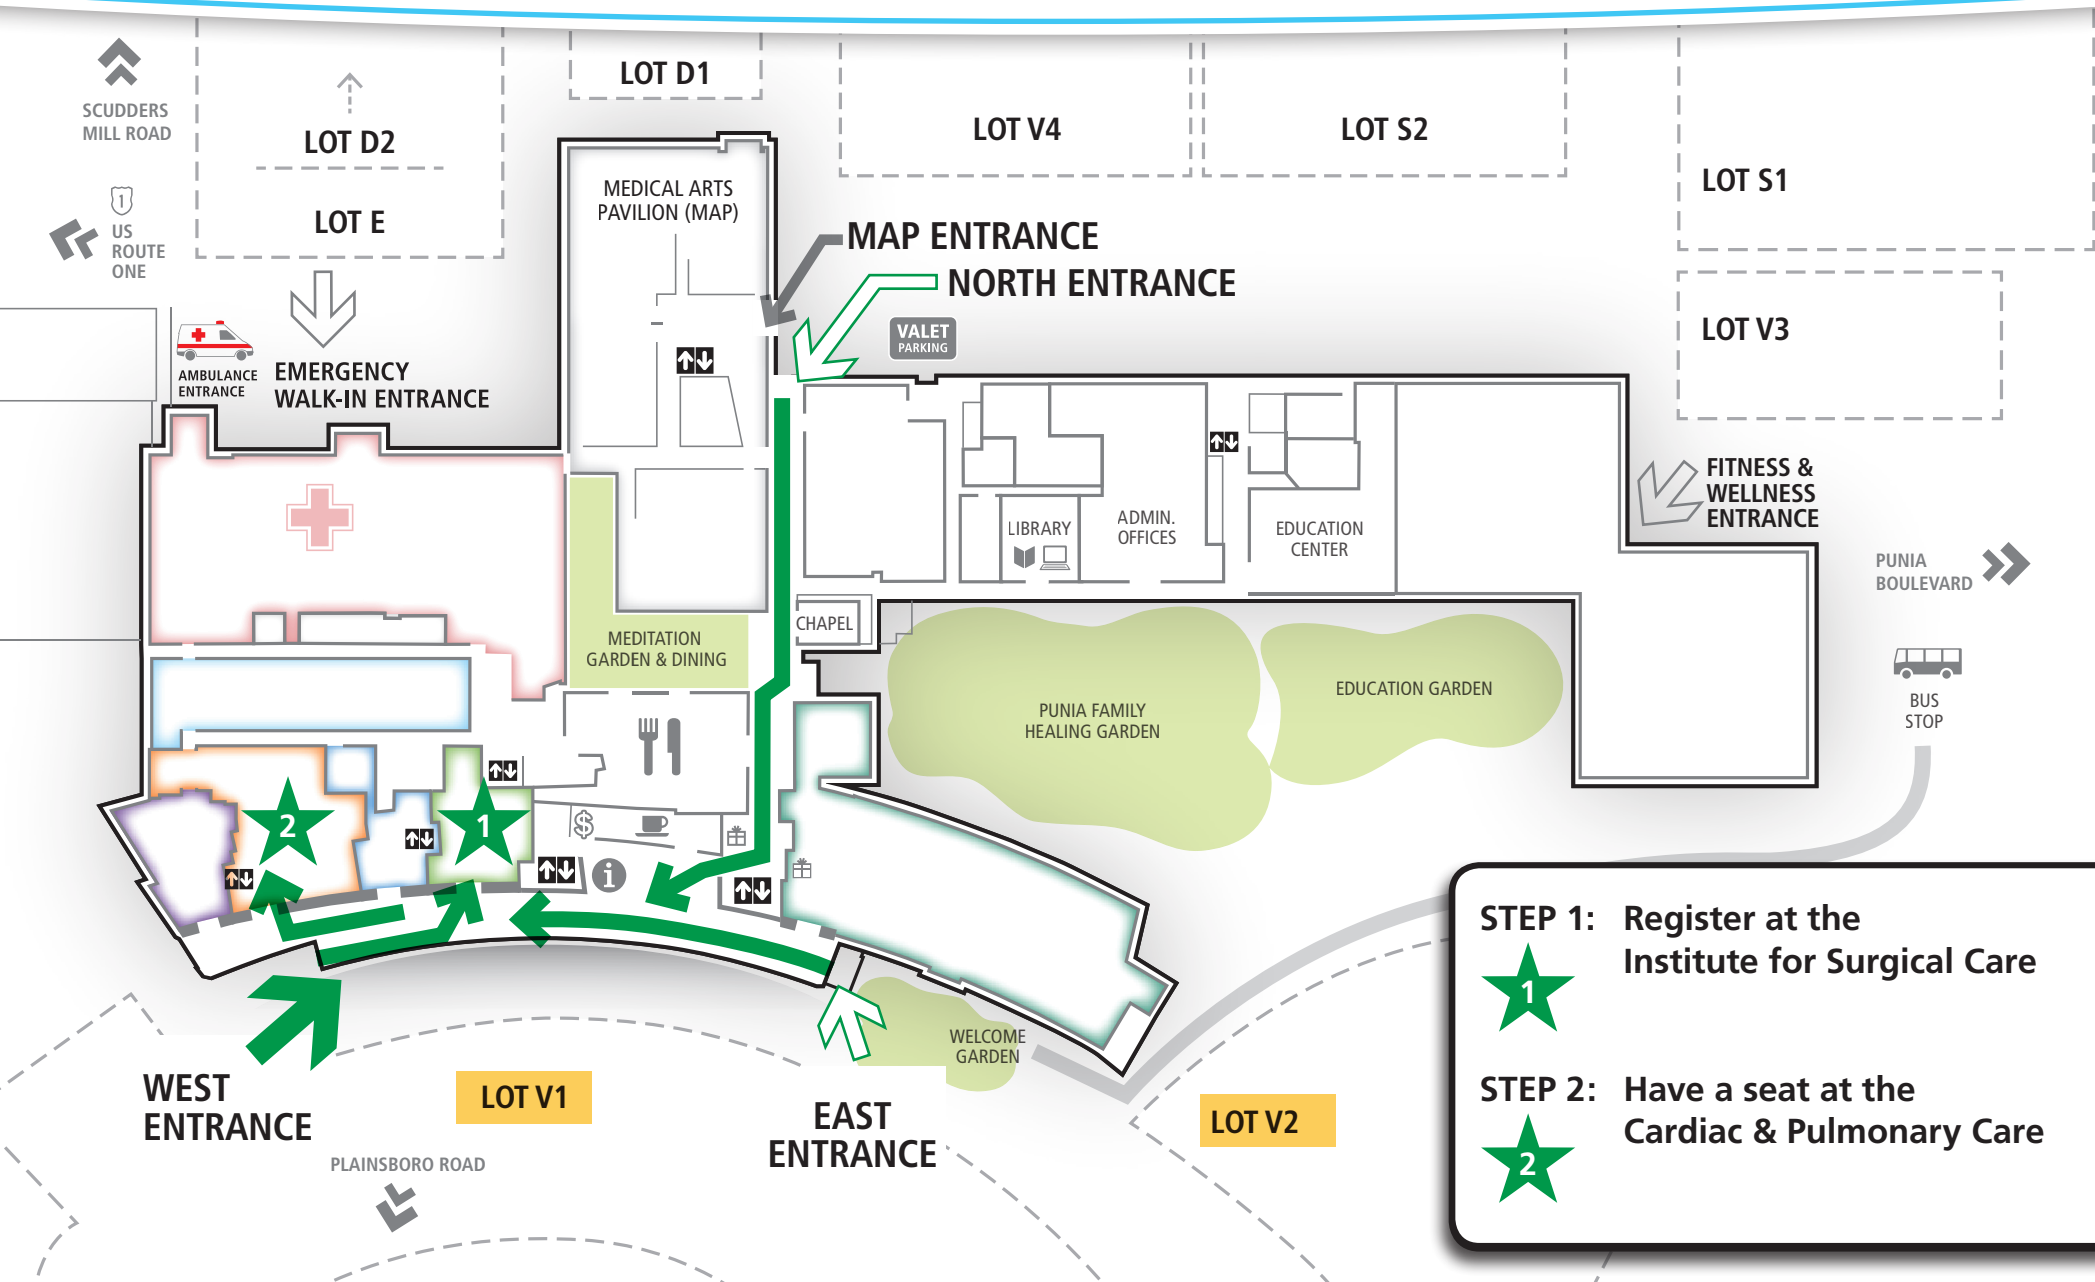 LOT D1
SCUDDERS
MILL ROAD
LOT D2
LOT V4
LOT S2
LOT S1
1
US
ROUTE
ONE
LOT E
MEDICAL ARTS
PAVILION (MAP)
MAP ENTRANCE
NORTH ENTRANCE
VALET
PARKING
LOT V3
AMBULANCE
ENTRANCE
EMERGENCY
WALK-IN ENTRANCE
FITNESS &
WELLNESS
ENTRANCE
LIBRARY
ADMIN.
OFFICES
EDUCATION
CENTER
PUNIA
BOULEVARD
CHAPEL
MEDITATION
GARDEN & DINING
PUNIA FAMILY
HEALING GARDEN
EDUCATION GARDEN
BUS
STOP
2
1
$
i
STEP 1: Register at the
Institute for Surgical Care
1
STEP 2: Have a seat at the
Cardiac & Pulmonary Care
2
WELCOME
GARDEN
WEST
ENTRANCE
LOT V1
EAST
ENTRANCE
LOT V2
PLAINSBORO ROAD